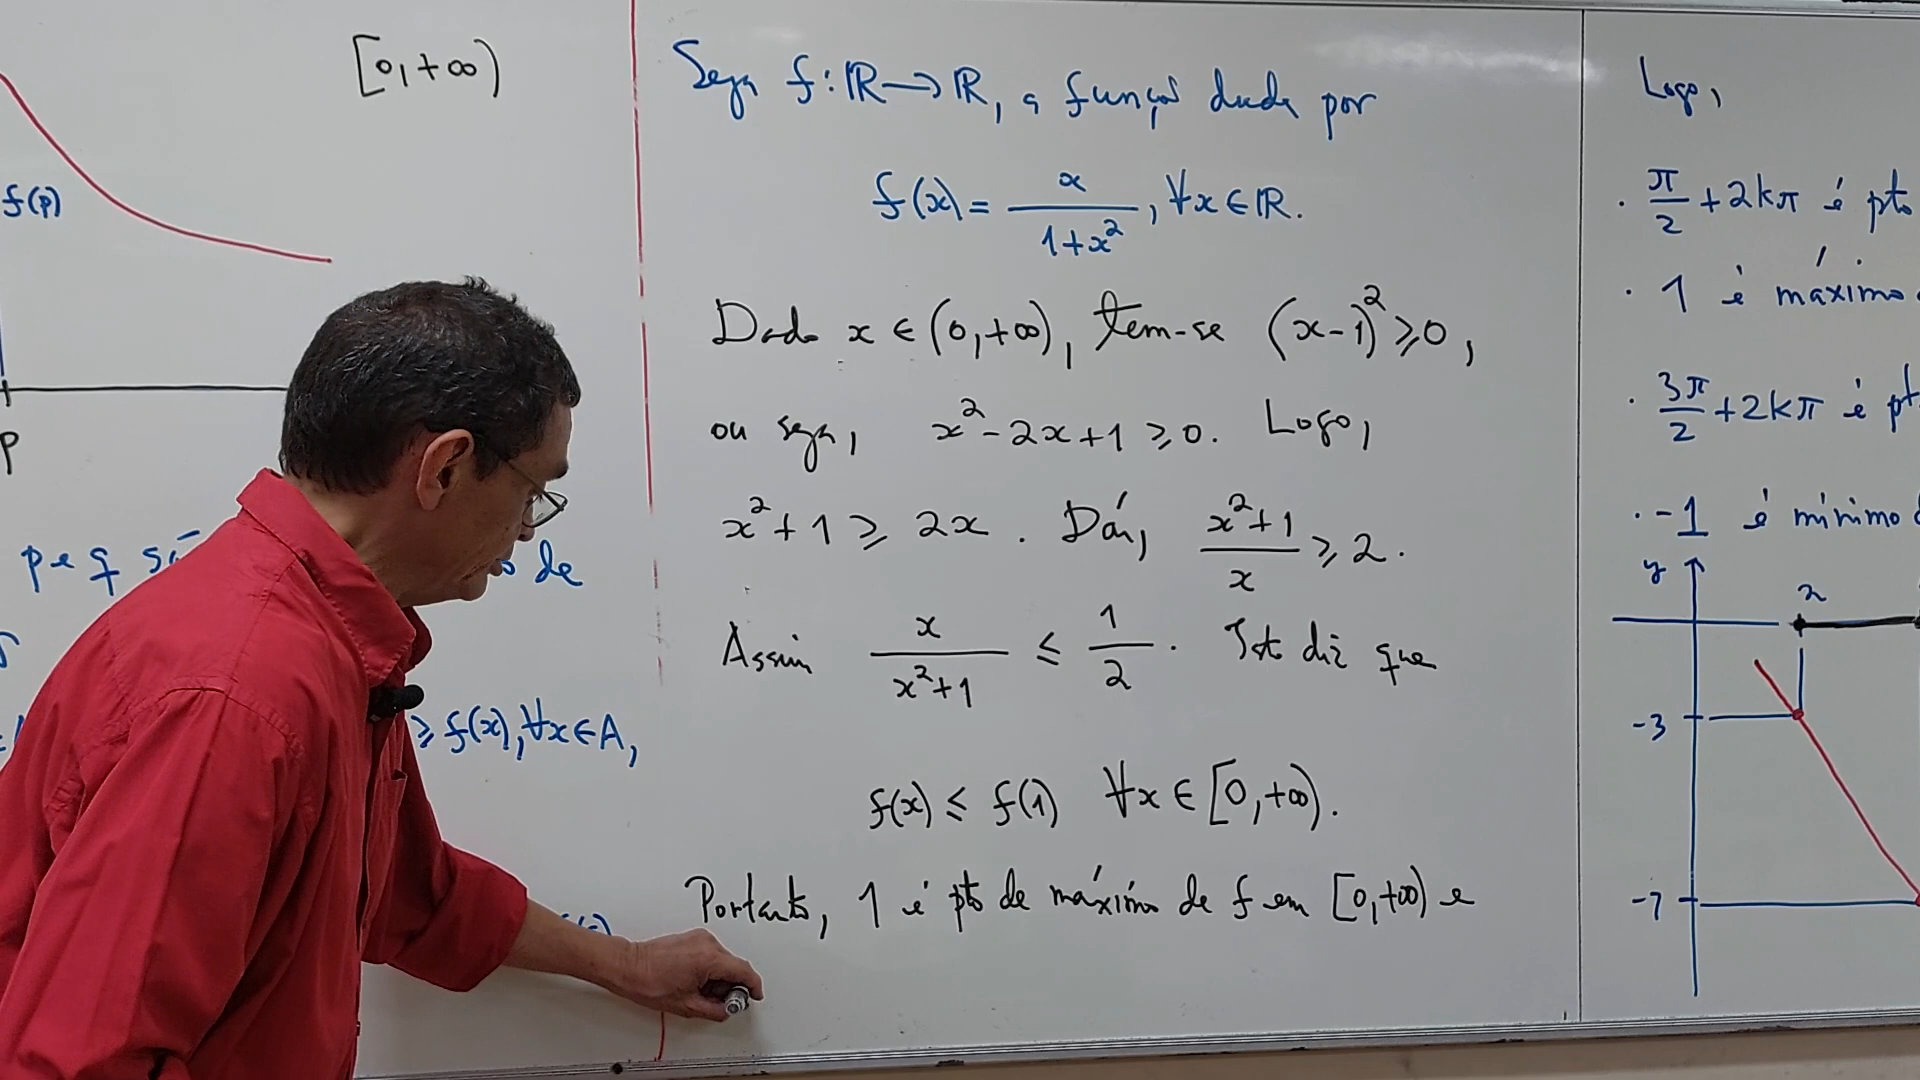 [0,+∞)
f(p)
p
p e q
de
≥ f(x), ∀x∈A,
Seja f: ℝ → ℝ, a função dada por
f(x) = x/(1+x²), ∀x∈ℝ.
Dado x ∈ (0,+∞), tem-se (x-1)² ≥ 0,
ou seja, x²-2x+1 ≥ 0. Logo,
x²+1 ≥ 2x. Daí, (x²+1)/x ≥ 2.
Assim x/(x²+1) ≤ 1/2. Isto diz que
f(x) ≤ f(1) ∀x ∈ [0,+∞).
Portanto, 1 é pto de máximo de f em [0,+∞) e
Logo,
· π/2 + 2kπ é pto
· 1 é máximo
· 3π/2 + 2kπ é pt
· -1 é mínimo
y
2
-3
-7